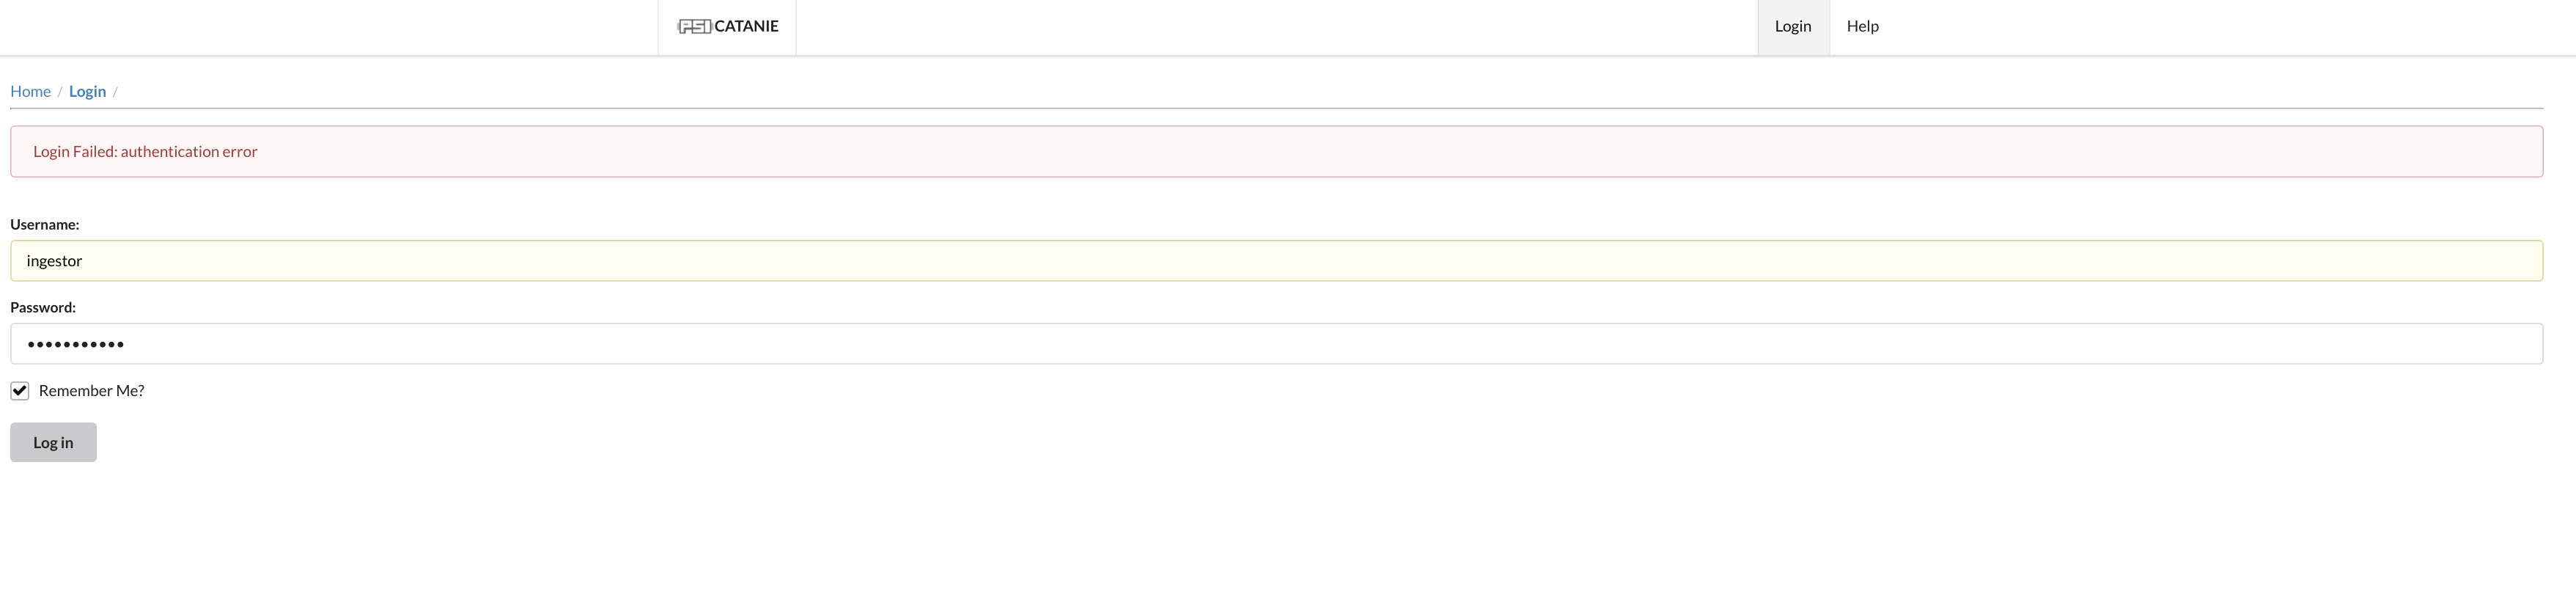 PSI CATANIE Login Help
Home / Login /
Login Failed: authentication error
Username:
ingestor
Password:
•••••••••••
Remember Me?
Log in